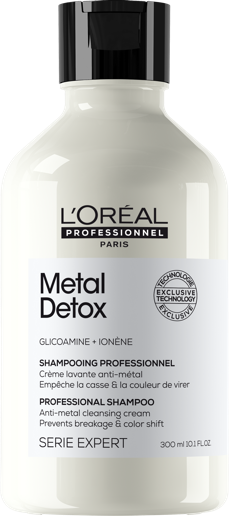 L'ORÉAL
PROFESSIONNEL
PARIS
Metal
Detox
TECHNOLOGIE
EXCLUSIVE
TECHNOLOGY
EXCLUSIVE
GLICOAMINE + IONÈNE
SHAMPOOING PROFESSIONNEL
Crème lavante anti-métal
Empêche la casse & la couleur de virer
PROFESSIONAL SHAMPOO
Anti-metal cleansing cream
Prevents breakage & color shift
SERIE EXPERT
300 ml 10.1 FL.OZ.